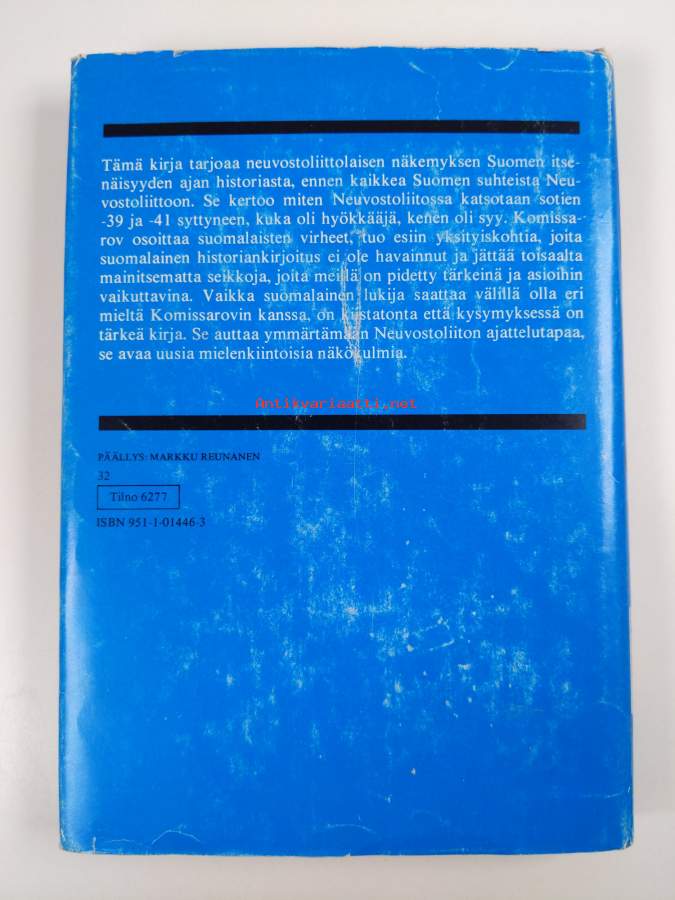 Tämä kirja tarjoaa neuvostoliittolaisen näkemyksen Suomen itse-
näisyyden ajan historiasta, ennen kaikkea Suomen suhteista Neu-
vostoliittoon. Se kertoo miten Neuvostoliitossa katsotaan sotien
-39 ja -41 syttyneen, kuka oli hyökkääjä, kenen oli syy. Komissa-
rov osoittaa suomalaisten virheet, tuo esiin yksityiskohtia, joita
suomalainen historiankirjoitus ei ole havainnut ja jättää toisaalta
mainitsematta seikkoja, joita meillä on pidetty tärkeinä ja asioihin
vaikuttavina. Vaikka suomalainen lukija saattaa välillä olla eri
mieltä Komissarovin kanssa, on kiistatonta että kysymyksessä on
tärkeä kirja. Se auttaa ymmärtämään Neuvostoliiton ajattelutapaa,
se avaa uusia mielenkiintoisia näkökulmia.
Antikvariaatti.net
PÄÄLLYS: MARKKU REUNANEN
32
Tilno 6277
ISBN 951-1-01446-3